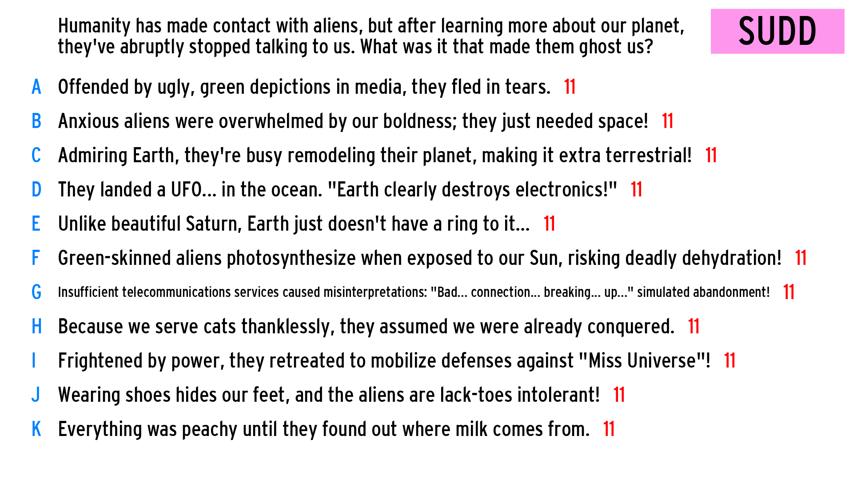 Humanity has made contact with aliens, but after learning more about our planet,
they've abruptly stopped talking to us. What was it that made them ghost us?
SUDD
A Offended by ugly, green depictions in media, they fled in tears. 11
B Anxious aliens were overwhelmed by our boldness; they just needed space! 11
C Admiring Earth, they're busy remodeling their planet, making it extra terrestrial! 11
D They landed a UFO... in the ocean. "Earth clearly destroys electronics!" 11
E Unlike beautiful Saturn, Earth just doesn't have a ring to it... 11
F Green-skinned aliens photosynthesize when exposed to our Sun, risking deadly dehydration! 11
G Insufficient telecommunications services caused misinterpretations: "Bad... connection... breaking... up..." simulated abandonment! 11
H Because we serve cats thanklessly, they assumed we were already conquered. 11
I Frightened by power, they retreated to mobilize defenses against "Miss Universe"! 11
J Wearing shoes hides our feet, and the aliens are lack-toes intolerant! 11
K Everything was peachy until they found out where milk comes from. 11